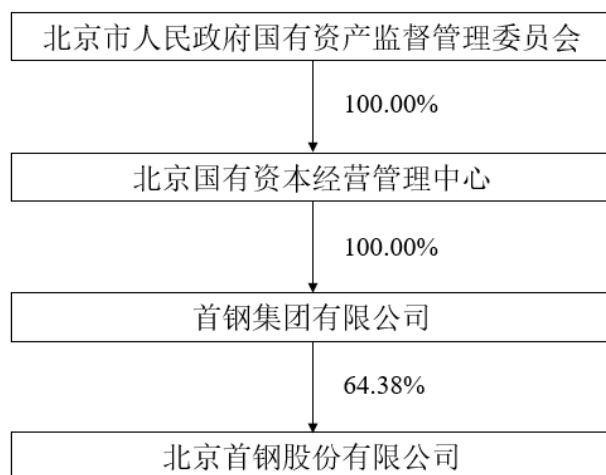 北京市人民政府国有资产监督管理委员会
100.00%
北京国有资本经营管理中心
100.00%
首钢集团有限公司
64.38%
北京首钢股份有限公司